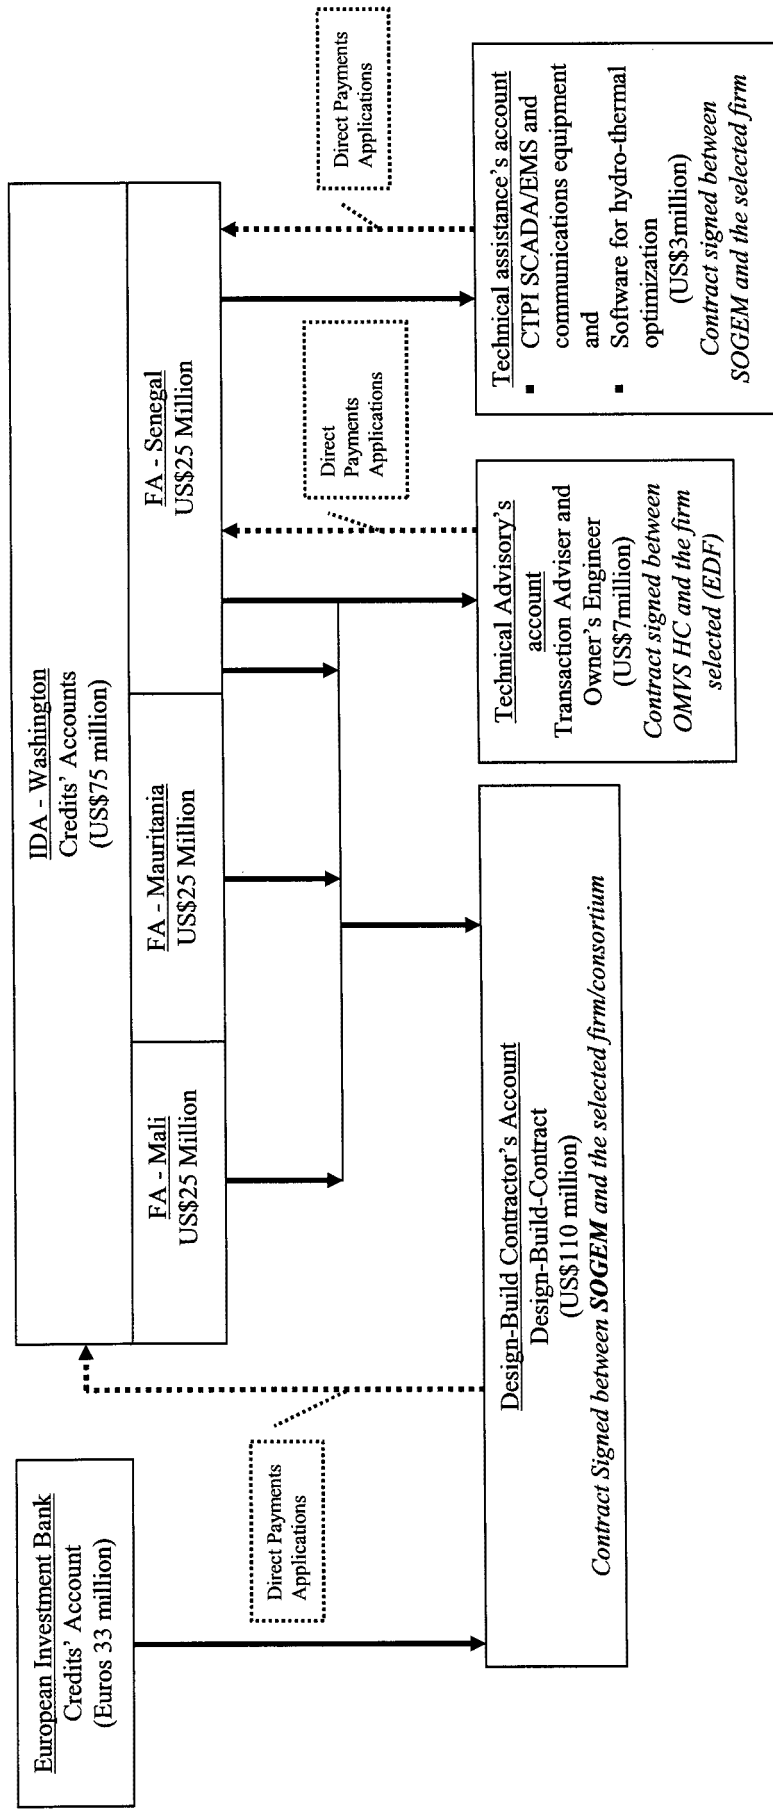 European Investment Bank
Credits' Account
(Euros 33 million)
IDA - Washington
Credits' Accounts
(US$75 million)
FA - Mali
US$25 Million
FA - Mauritania
US$25 Million
FA - Senegal
US$25 Million
Direct Payments
Applications
Direct
Payments
Applications
Direct Payments
Applications
Design-Build Contractor's Account
Design-Build-Contract
(US$110 million)
Contract Signed between SOGEM and the selected firm/consortium
Technical Advisory's
account
Transaction Adviser and
Owner's Engineer
(US$7million)
Contract signed between
OMVS HC and the firm
selected (EDF)
Technical assistance's account
▪ CTPI SCADA/EMS and
communications equipment
and
▪ Software for hydro-thermal
optimization
(US$3million)
Contract signed between
SOGEM and the selected firm